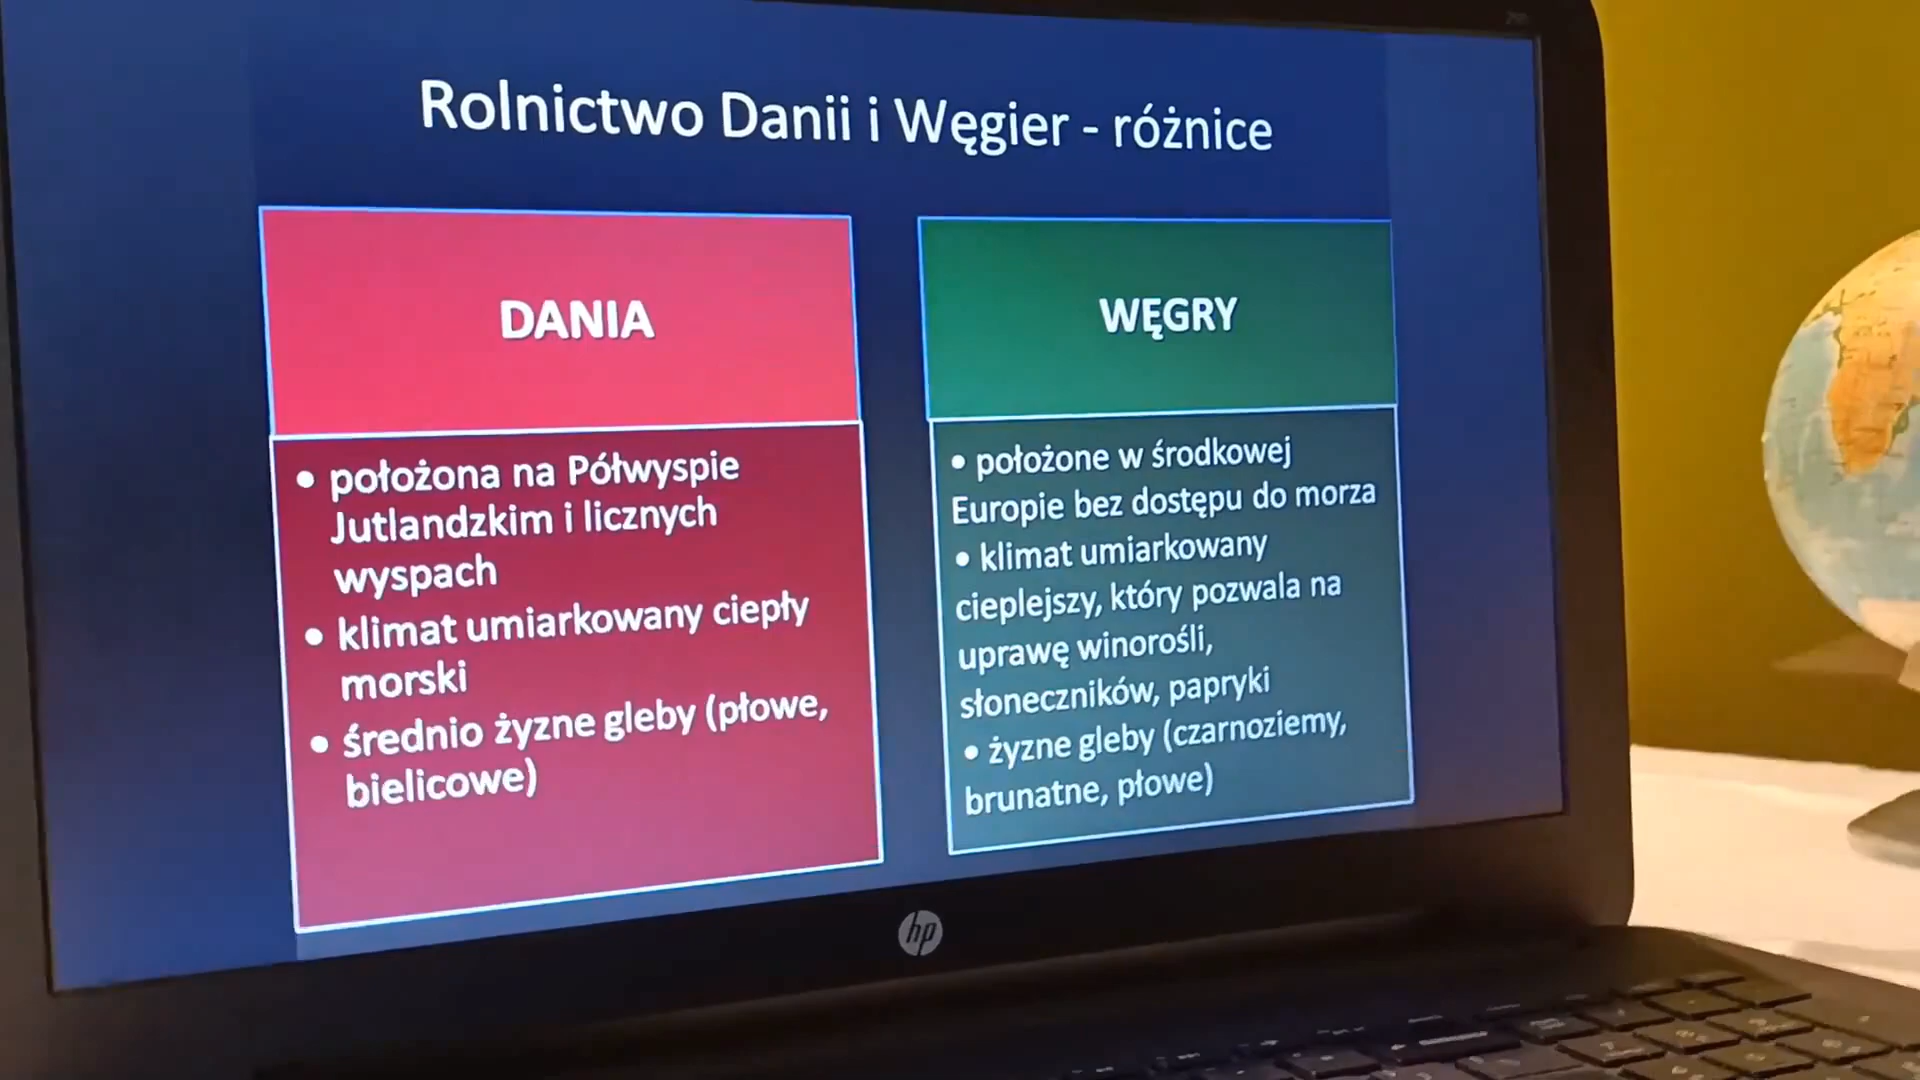 Rolnictwo Danii i Węgier - różnice
DANIA
• położona na Półwyspie
Jutlandzkim i licznych
wyspach
• klimat umiarkowany ciepły
morski
• średnio żyzne gleby (płowe,
bielicowe)
WĘGRY
• położone w środkowej
Europie bez dostępu do morza
• klimat umiarkowany
cieplejszy, który pozwala na
uprawę winorośli,
słoneczników, papryki
• żyzne gleby (czarnoziemy,
brunatne, płowe)
hp